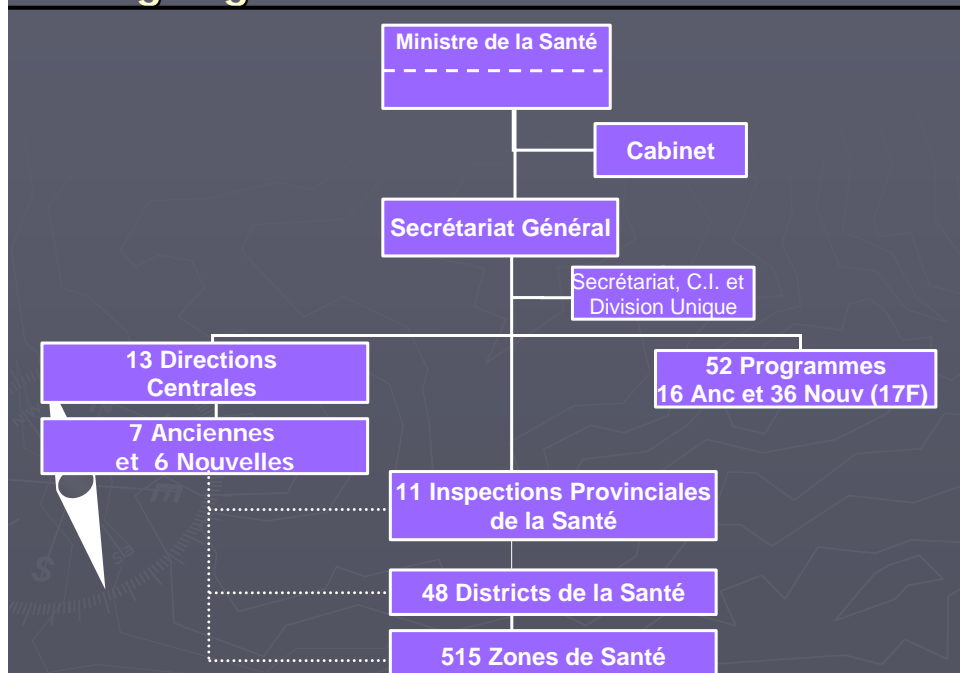 Ministre de la Santé
Cabinet
Secrétariat Général
Secrétariat, C.I. et
Division Unique
13 Directions
Centrales
52 Programmes
16 Anc et 36 Nouv (17F)
7 Anciennes
et 6 Nouvelles
11 Inspections Provinciales
de la Santé
48 Districts de la Santé
515 Zones de Santé